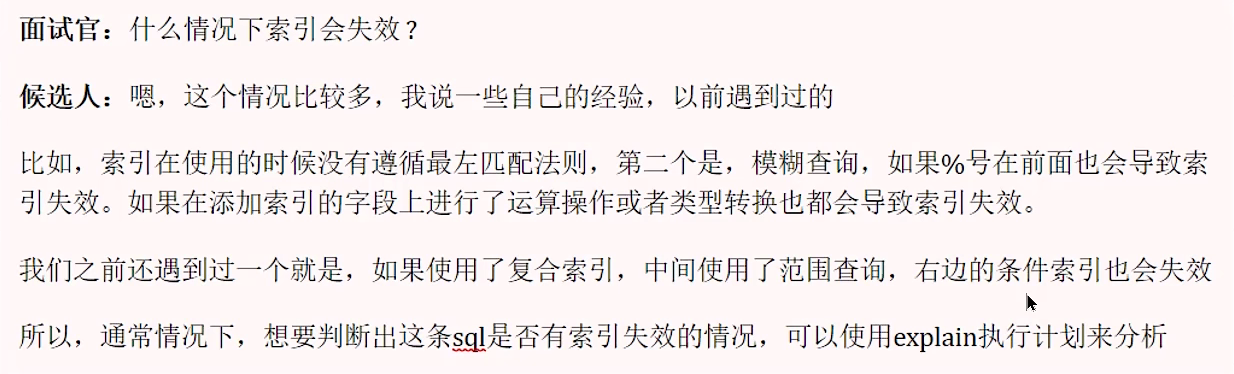 面试官：什么情况下索引会失效 ?
候选人：嗯，这个情况比较多，我说一些自己的经验，以前遇到过的
比如，索引在使用的时候没有遵循最左匹配法则，第二个是，模糊查询，如果%号在前面也会导致索
引失效。如果在添加索引的字段上进行了运算操作或者类型转换也都会导致索引失效。
我们之前还遇到过一个就是，如果使用了复合索引，中间使用了范围查询，右边的条件索引也会失效
所以，通常情况下，想要判断出这条sql是否有索引失效的情况，可以使用explain执行计划来分析